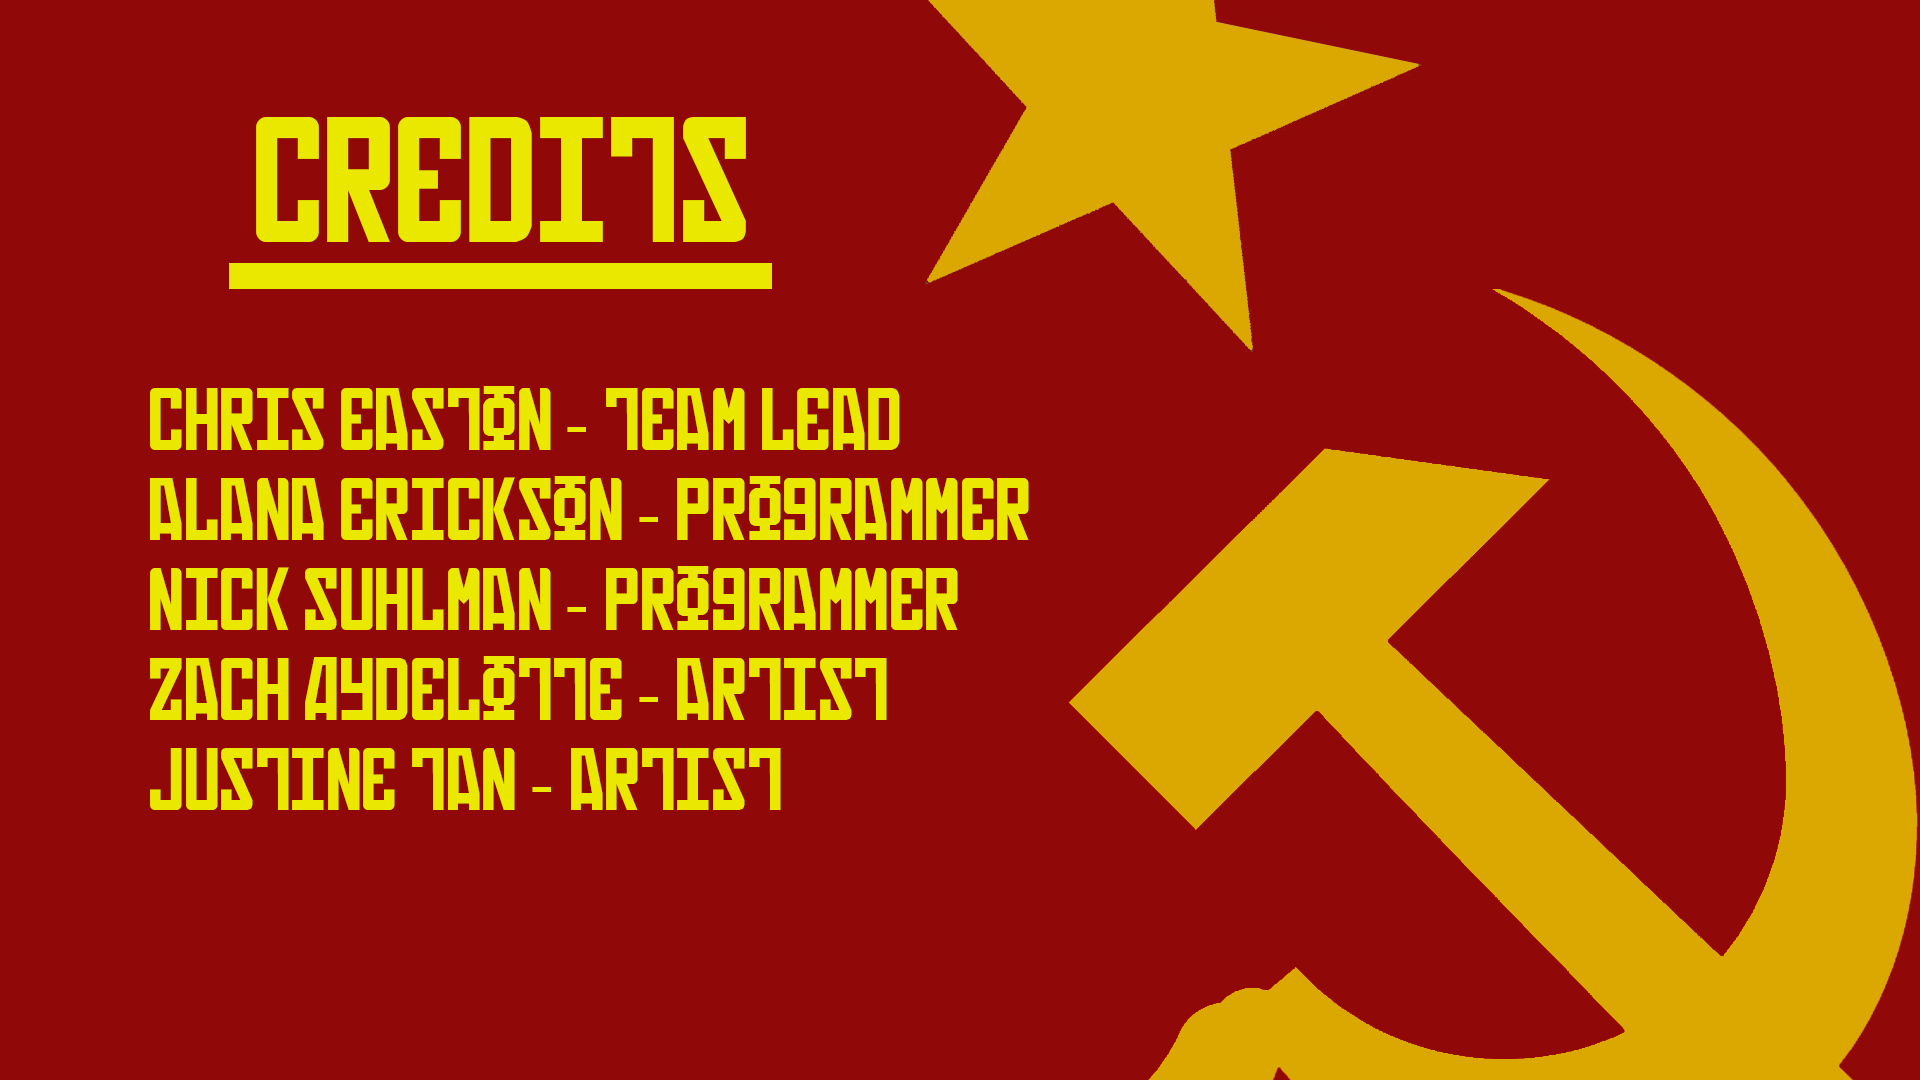 CREDITS
CHRIS EASTON - TEAM LEAD
ALANA ERICKSON - PROGRAMMER
NICK SUHLMAN - PROGRAMMER
ZACH AYDELOTTE - ARTIST
JUSTINE TAN - ARTIST